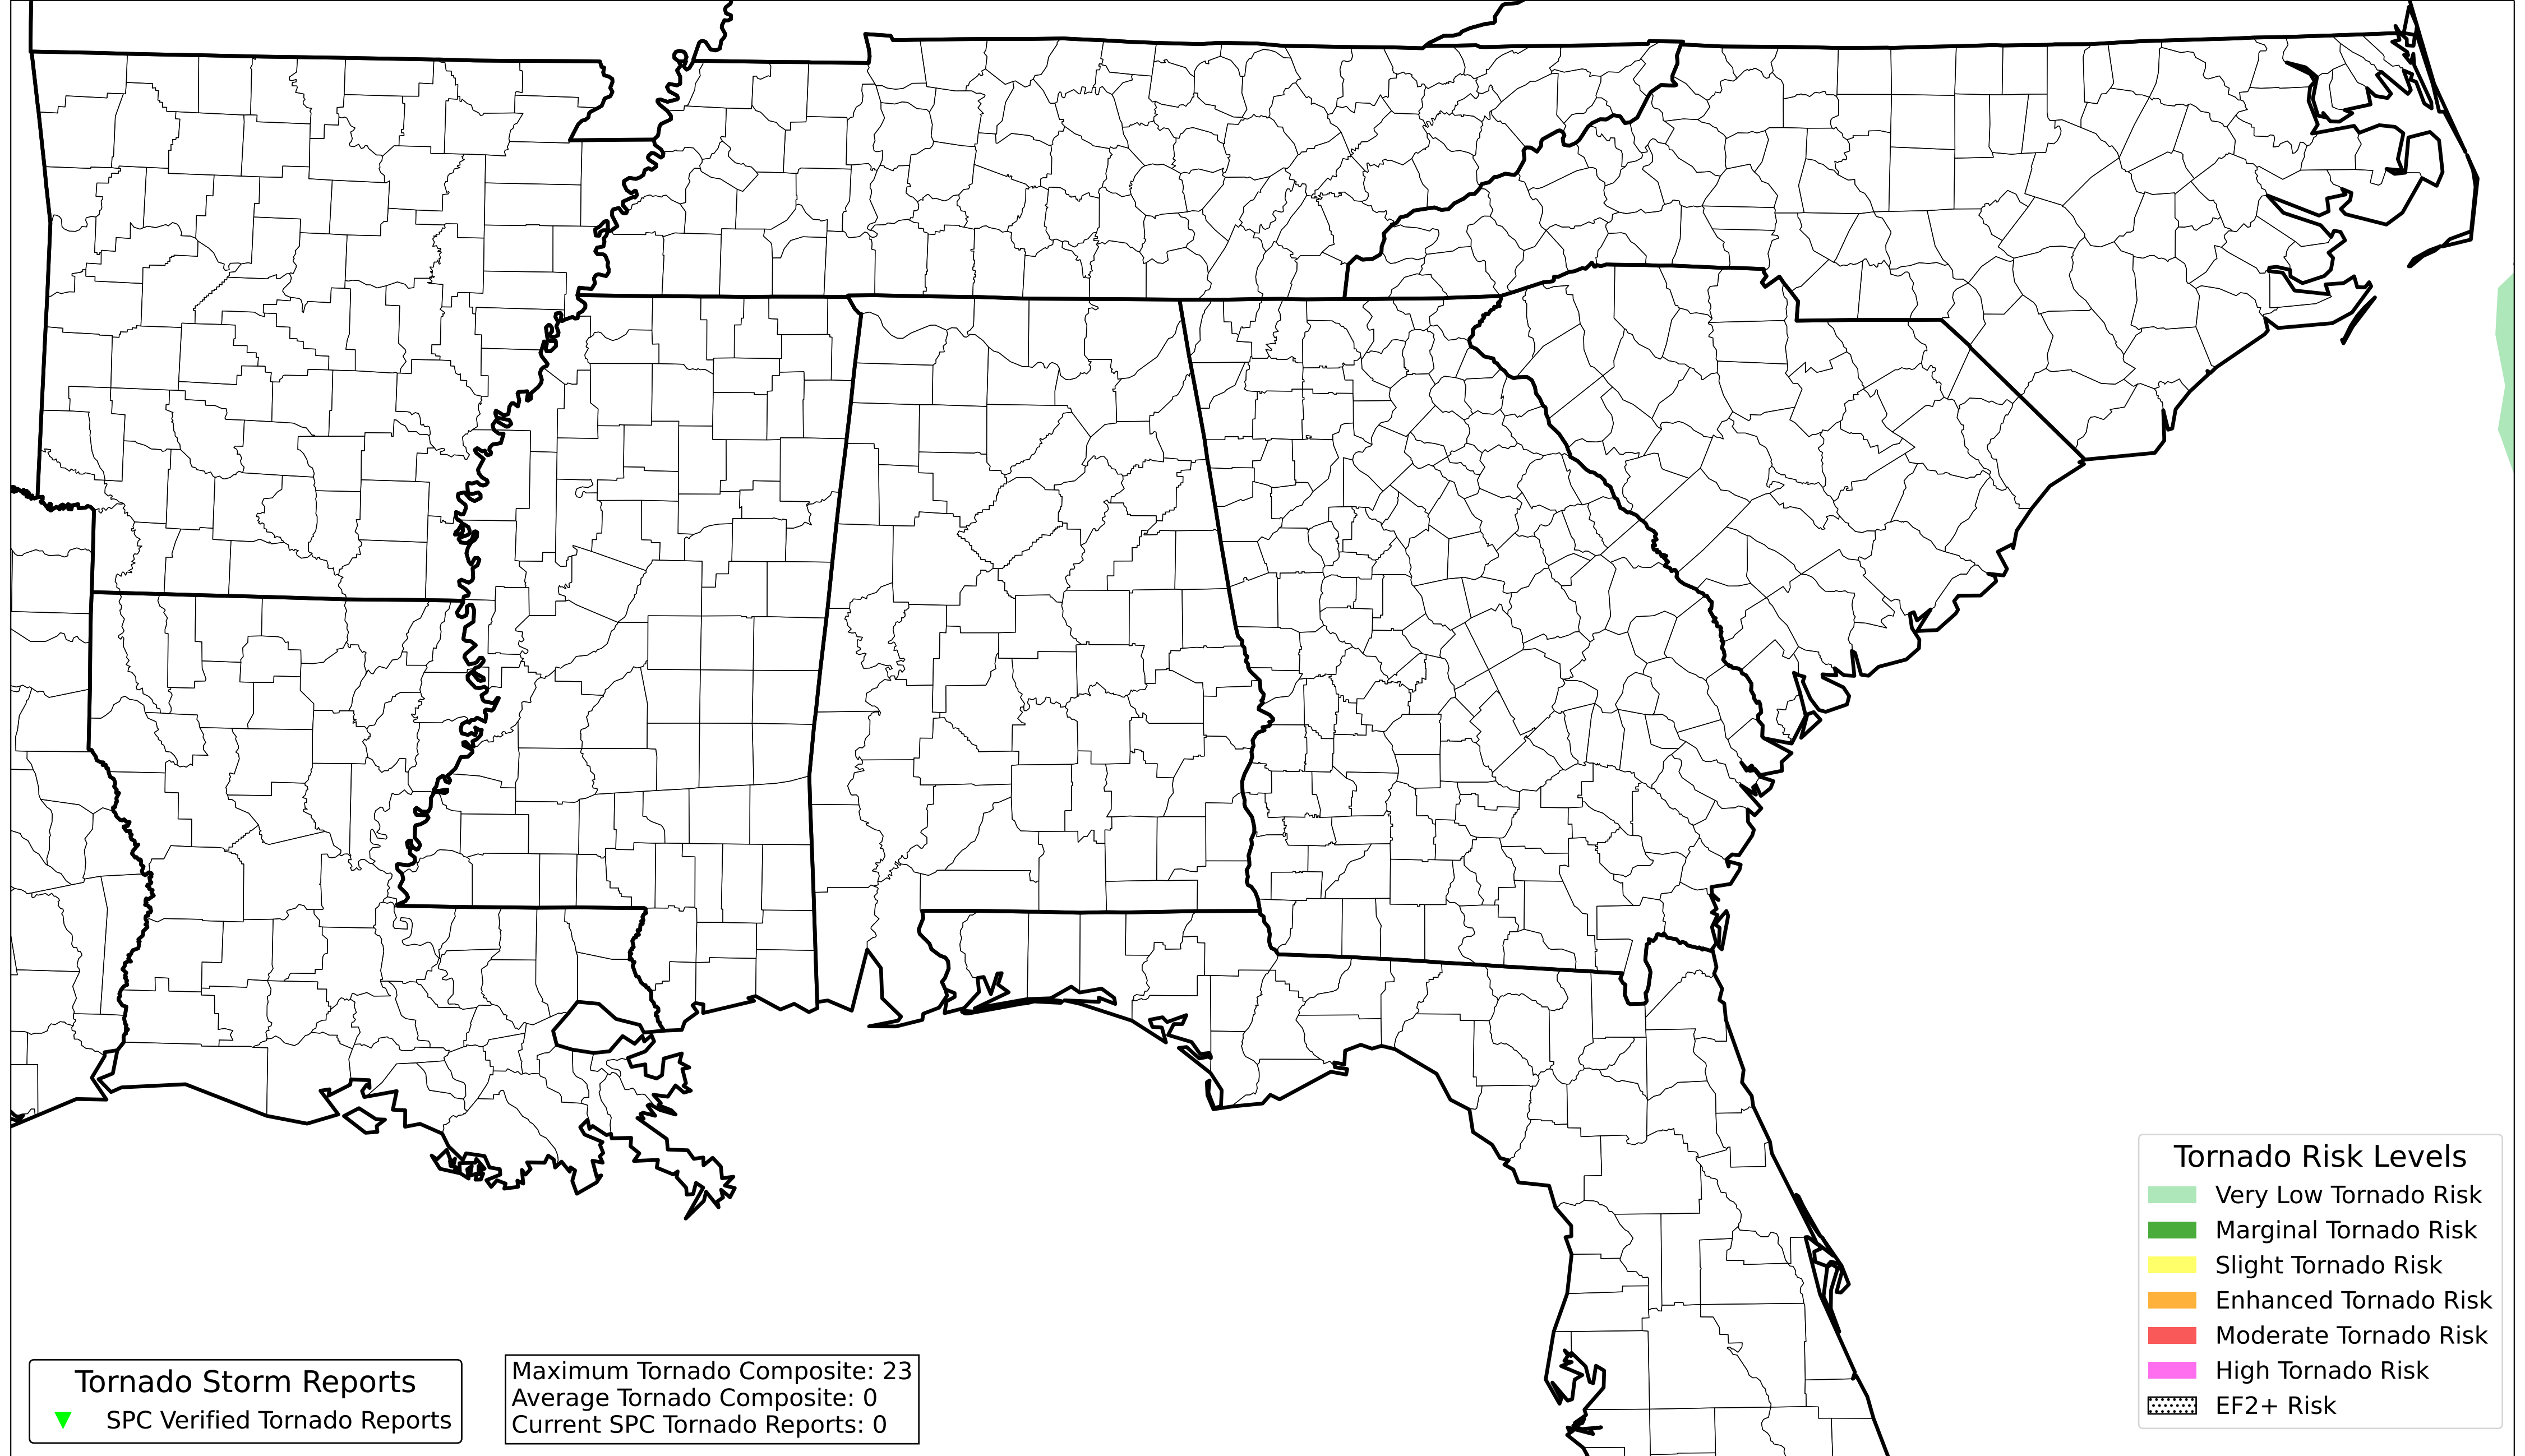 Tornado Risk Levels
Very Low Tornado Risk
Marginal Tornado Risk
Slight Tornado Risk
Enhanced Tornado Risk
Moderate Tornado Risk
High Tornado Risk
EF2+ Risk
Tornado Storm Reports
SPC Verified Tornado Reports
Maximum Tornado Composite: 23
Average Tornado Composite: 0
Current SPC Tornado Reports: 0